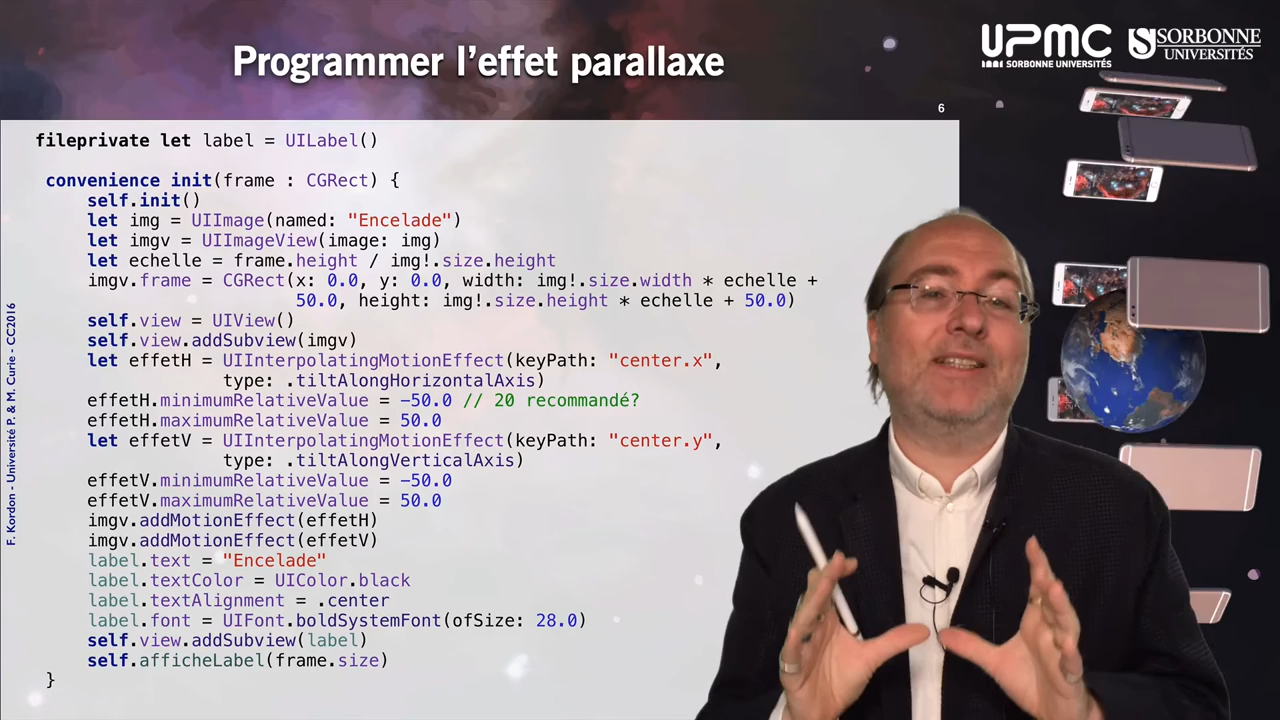 Programmer l'effet parallaxe
UPMC
SORBONNE UNIVERSITÉS
SORBONNE
UNIVERSITÉS
6
fileprivate let label = UILabel()
convenience init(frame : CGRect) {
self.init()
let img = UIImage(named: "Encelade")
let imgv = UIImageView(image: img)
let echelle = frame.height / img!.size.height
imgv.frame = CGRect(x: 0.0, y: 0.0, width: img!.size.width * echelle +
50.0, height: img!.size.height * echelle + 50.0)
self.view = UIView()
self.view.addSubview(imgv)
let effetH = UIInterpolatingMotionEffect(keyPath: "center.x",
type: .tiltAlongHorizontalAxis)
effetH.minimumRelativeValue = -50.0 // 20 recommandé?
effetH.maximumRelativeValue = 50.0
let effetV = UIInterpolatingMotionEffect(keyPath: "center.y",
type: .tiltAlongVerticalAxis)
effetV.minimumRelativeValue = -50.0
effetV.maximumRelativeValue = 50.0
imgv.addMotionEffect(effetH)
imgv.addMotionEffect(effetV)
label.text = "Encelade"
label.textColor = UIColor.black
label.textAlignment = .center
label.font = UIFont.boldSystemFont(ofSize: 28.0)
self.view.addSubview(label)
self.afficheLabel(frame.size)
}
F. Kordon - Université P. & M. Curie - CC2016